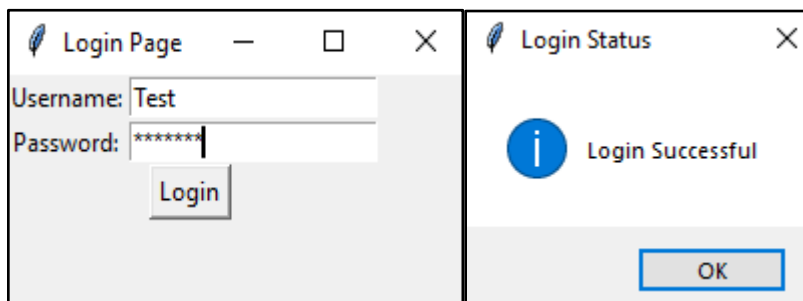 Login Page
Username: Test
Password: *******
Login
Login Status
Login Successful
OK